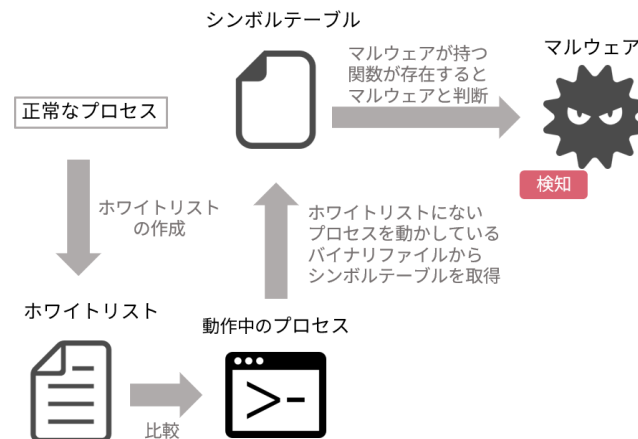 シンボルテーブル
マルウェアが持つ
関数が存在すると
マルウェアと判断
マルウェア
正常なプロセス
検知
ホワイトリスト
の作成
ホワイトリストにない
プロセスを動かしている
バイナリファイルから
シンボルテーブルを取得
ホワイトリスト
動作中のプロセス
>-
比較